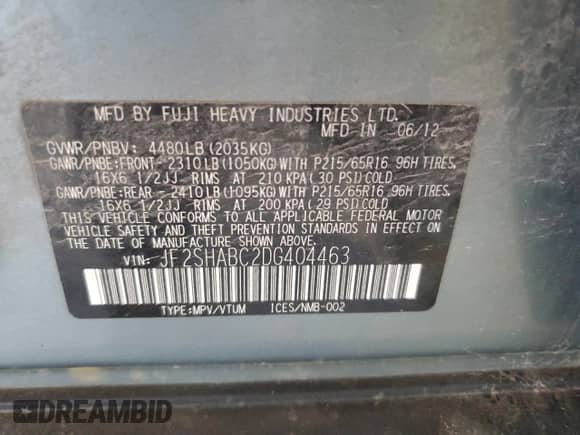 MFD BY FUJI HEAVY INDUSTRIES LTD.
MFD IN 06/12
GVWR/PNBV: 4480LB(2035KG)
GAWR/PNBE:FRONT-2310LB(1050KG)WITH P215/65R16 96H TIRES,
16X6 1/2JJ RIMS AT 210 KPA(30 PSI)COLD
GAWR/PNBE:REAR -2410LB(1095KG)WITH P215/65R16 96H TIRES,
16X6 1/2JJ RIMS AT 200 KPA(29 PSI)COLD
THIS VEHICLE CONFORMS TO ALL APPLICABLE FEDERAL MOTOR
VEHICLE SAFETY AND THEFT PREVENTION STANDARDS IN EFFECT ON
THE DATE OF MANUFACTURE SHOWN ABOVE.
VIN: JF2SHABC2DG404463
TYPE:MPV/VTUM ICES/NMB-002
DREAMBID